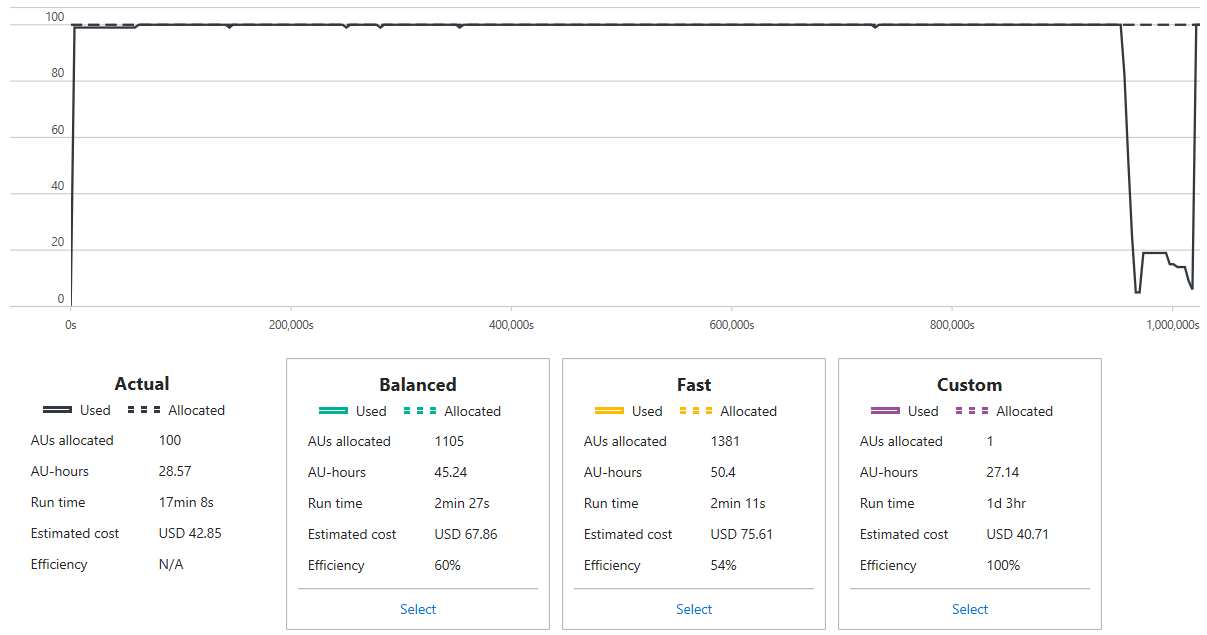 100
80
60
40
20
0
0s 200,000s 400,000s 600,000s 800,000s 1,000,000s
Actual
Used Allocated
AUs allocated 100
AU-hours 28.57
Run time 17min 8s
Estimated cost USD 42.85
Efficiency N/A
Balanced
Used Allocated
AUs allocated 1105
AU-hours 45.24
Run time 2min 27s
Estimated cost USD 67.86
Efficiency 60%
Select
Fast
Used Allocated
AUs allocated 1381
AU-hours 50.4
Run time 2min 11s
Estimated cost USD 75.61
Efficiency 54%
Select
Custom
Used Allocated
AUs allocated 1
AU-hours 27.14
Run time 1d 3hr
Estimated cost USD 40.71
Efficiency 100%
Select